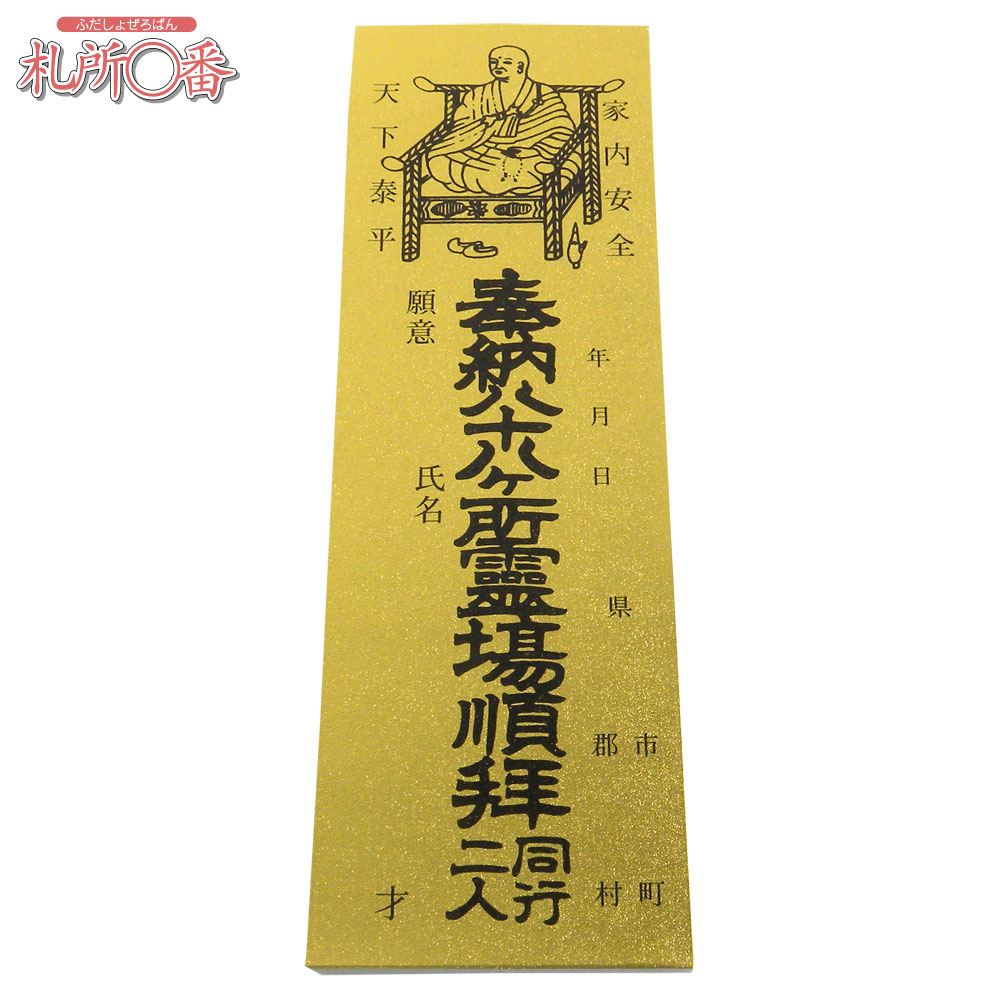 ふだしょぜろばん
札所〇番
家内安全
天下泰平
年月日
県
市
郡
町
村
奉納八十八ヶ所霊場順拝
同行
二人
願意
氏名
才